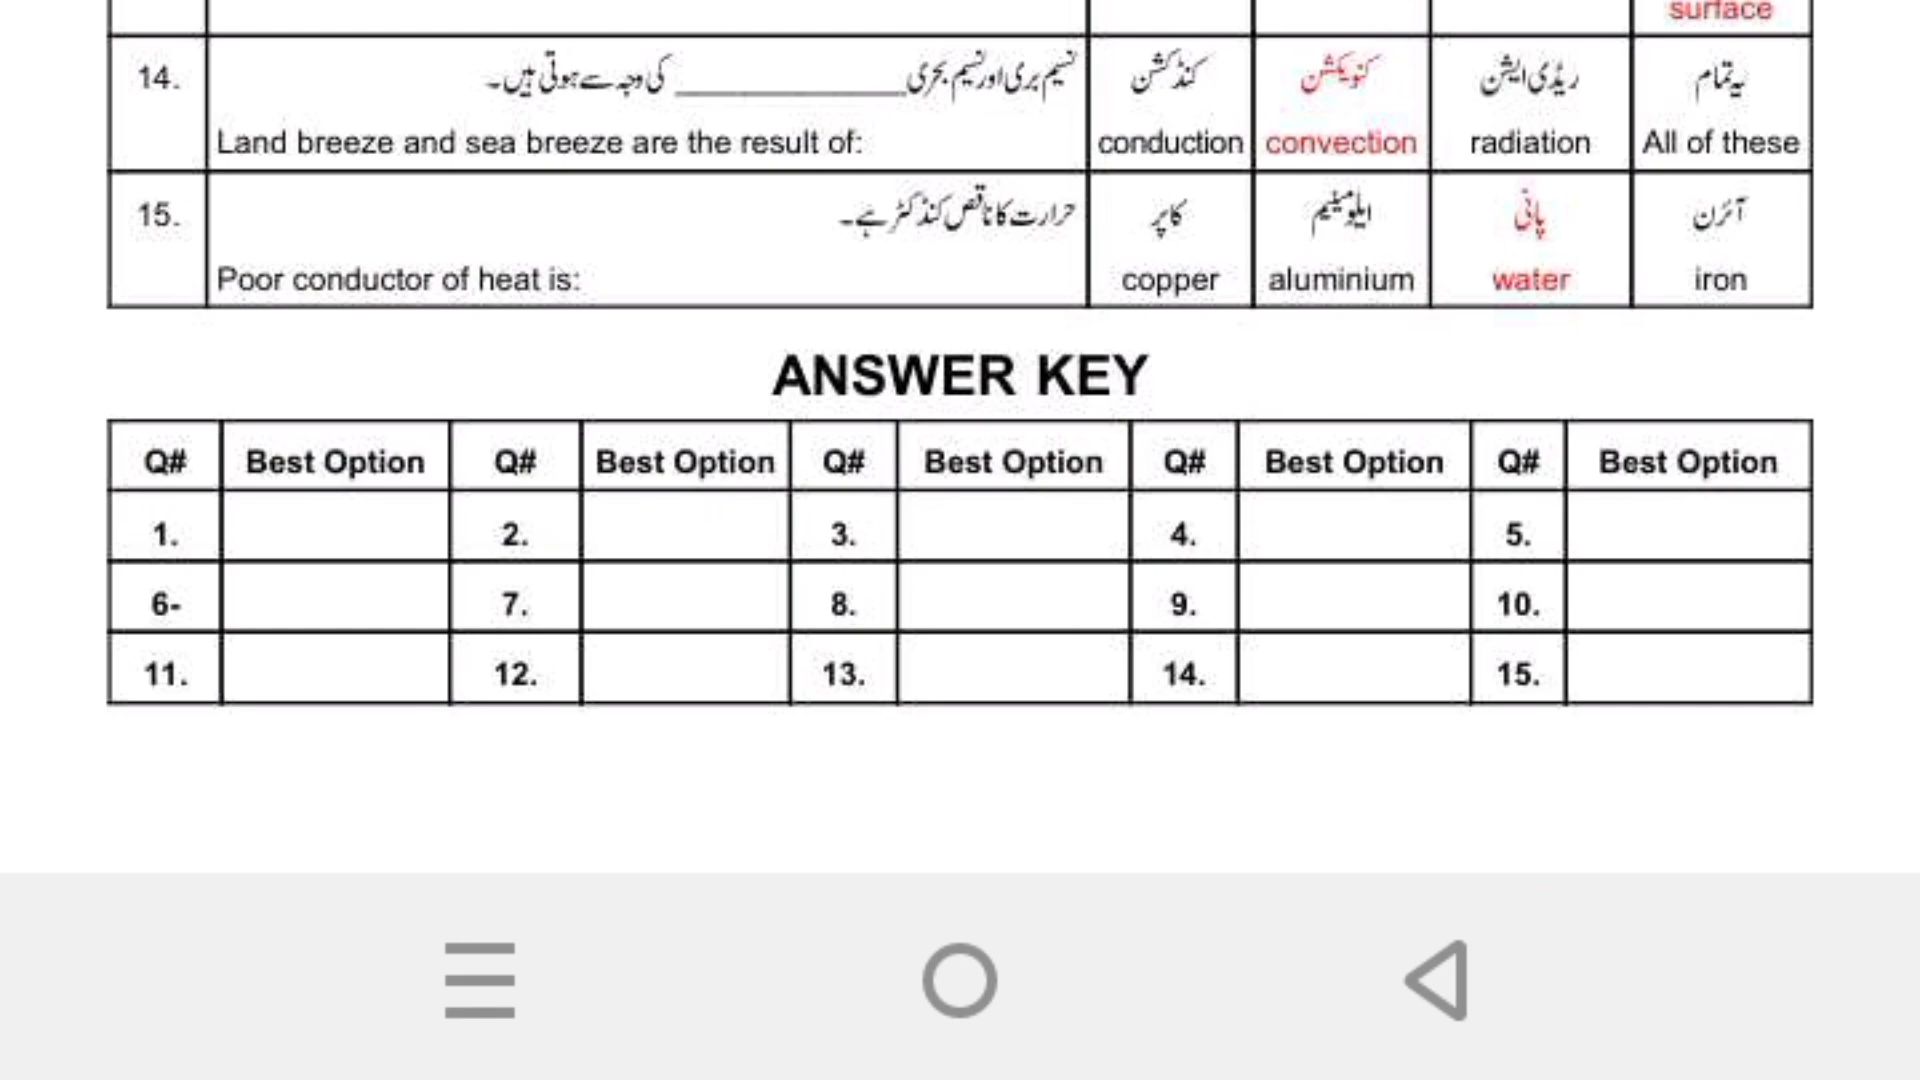 surface
14. نسیم بری اور نسیم بحری ______________ کی وجہ سے ہوتی ہیں۔ کنڈکشن کنویکشن ریڈی ایشن یہ تمام
Land breeze and sea breeze are the result of: conduction convection radiation All of these
15. حرارت کا ناقص کنڈکٹر ہے۔ کاپر ایلومینیم پانی آئرن
Poor conductor of heat is: copper aluminium water iron
ANSWER KEY
Q# Best Option Q# Best Option Q# Best Option Q# Best Option Q# Best Option
1. 2. 3. 4. 5.
6- 7. 8. 9. 10.
11. 12. 13. 14. 15.